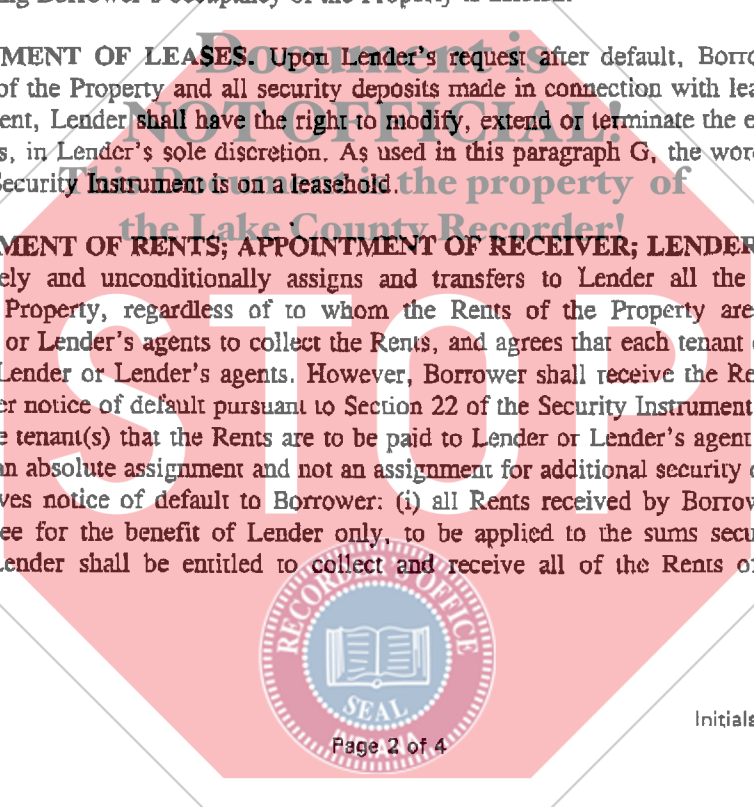 ing Borrower's occupancy of the Property is
MENT OF LEASES. Upon Lender's request after default, Borro
of the Property and all security deposits made in connection with lea
ent, Lender shall have the right to modify, extend or terminate the e
s, in Lender's sole discretion. As used in this paragraph G, the wor
Security Instrument is on a leasehold.
MENT OF RENTS; APPOINTMENT OF RECEIVER; LENDER
ely and unconditionally assigns and transfers to Lender all the
Property, regardless of to whom the Rents of the Property are
or Lender's agents to collect the Rents, and agrees that each tenant
Lender or Lender's agents. However, Borrower shall receive the Re
er notice of default pursuant to Section 22 of the Security Instrument
e tenant(s) that the Rents are to be paid to Lender or Lender's agent
n absolute assignment and not an assignment for additional security
ves notice of default to Borrower: (i) all Rents received by Borrow
ee for the benefit of Lender only, to be applied to the sums secu
Lender shall be entitled to collect and receive all of the Rents of
Document is
NOT OFFICIAL!
This Document is the property of
the Lake County Recorder!
STOP
RECORDER'S OFFICE
SEAL
INDIANA
Initials
Page 2 of 4